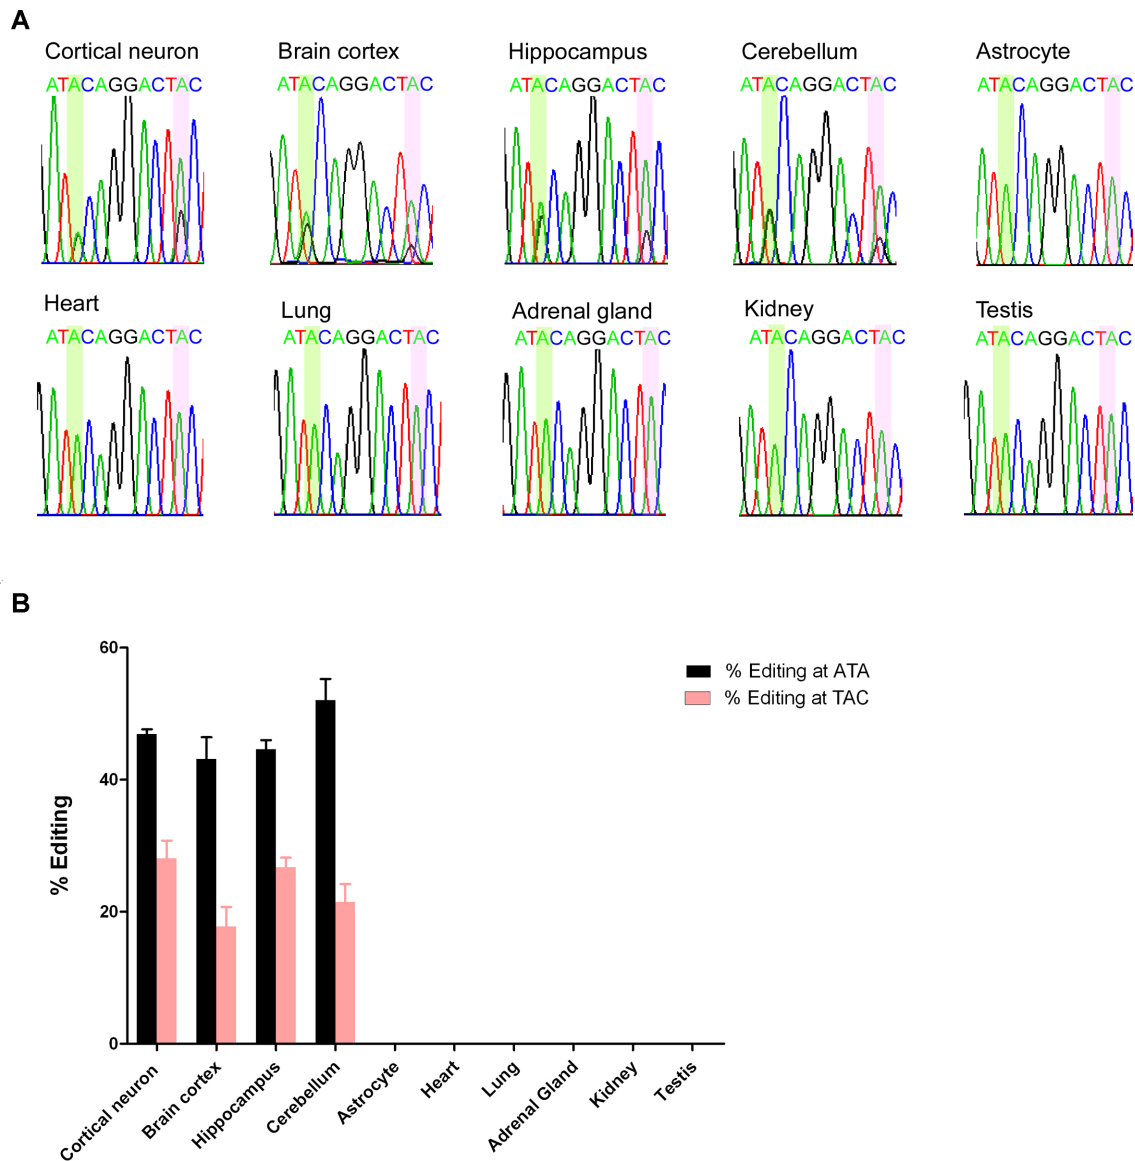 A
Cortical neuron
Brain cortex
Hippocampus
Cerebellum
Astrocyte
ATACAGGACTAC
ATACAGGACTAC
ATACAGGACTAC
ATACAGGACTAC
ATACAGGACTAC
Heart
Lung
Adrenal gland
Kidney
Testis
ATACAGGACTAC
ATACAGGACTAC
ATACAGGACTAC
ATACAGGACTAC
ATACAGGACTAC
B
% Editing
60
40
20
0
% Editing at ATA
% Editing at TAC
Cortical neuron
Brain cortex
Hippocampus
Cerebellum
Astrocyte
Heart
Lung
Adrenal Gland
Kidney
Testis